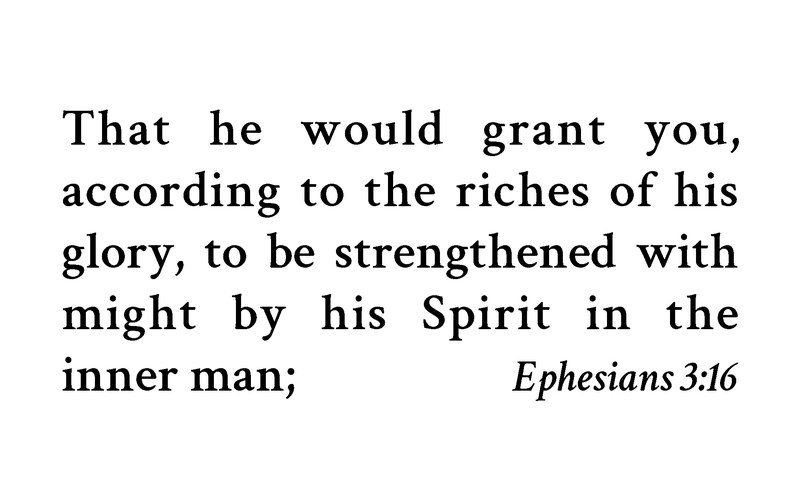 That he would grant you,
according to the riches of his
glory, to be strengthened with
might by his Spirit in the
inner man; Ephesians 3:16